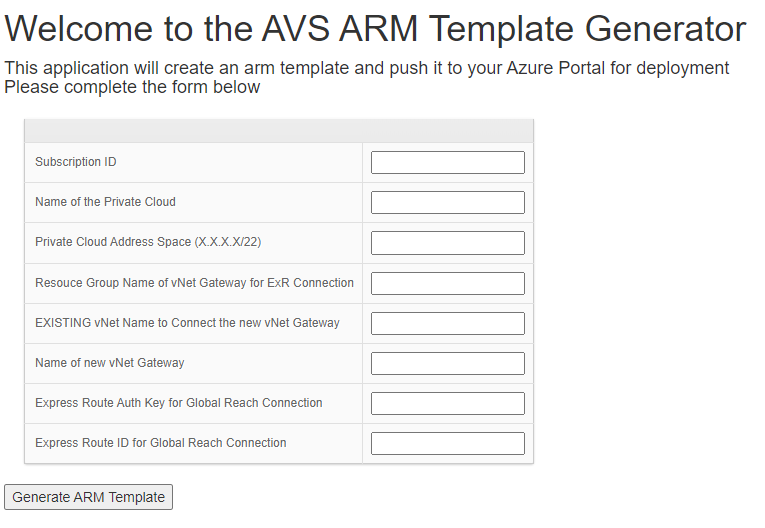 Welcome to the AVS ARM Template Generator
This application will create an arm template and push it to your Azure Portal for deployment
Please complete the form below
Subscription ID
Name of the Private Cloud
Private Cloud Address Space (X.X.X.X/22)
Resouce Group Name of vNet Gateway for ExR Connection
EXISTING vNet Name to Connect the new vNet Gateway
Name of new vNet Gateway
Express Route Auth Key for Global Reach Connection
Express Route ID for Global Reach Connection
Generate ARM Template